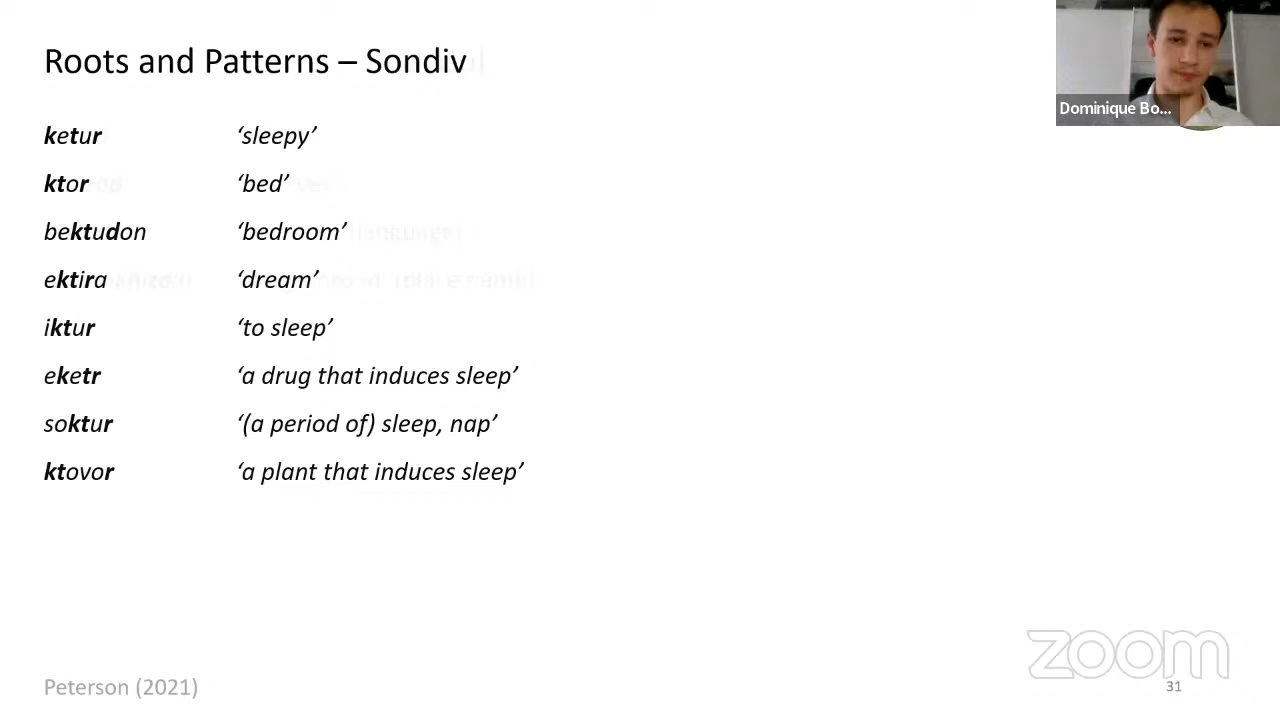 Roots and Patterns – Sondiv
ketur ‘sleepy’
ktor ‘bed’
bektudon ‘bedroom’
ektira ‘dream’
iktur ‘to sleep’
eketr ‘a drug that induces sleep’
soktur ‘(a period of) sleep, nap’
ktovor ‘a plant that induces sleep’
Peterson (2021)
31
Dominique Bo...
zoom